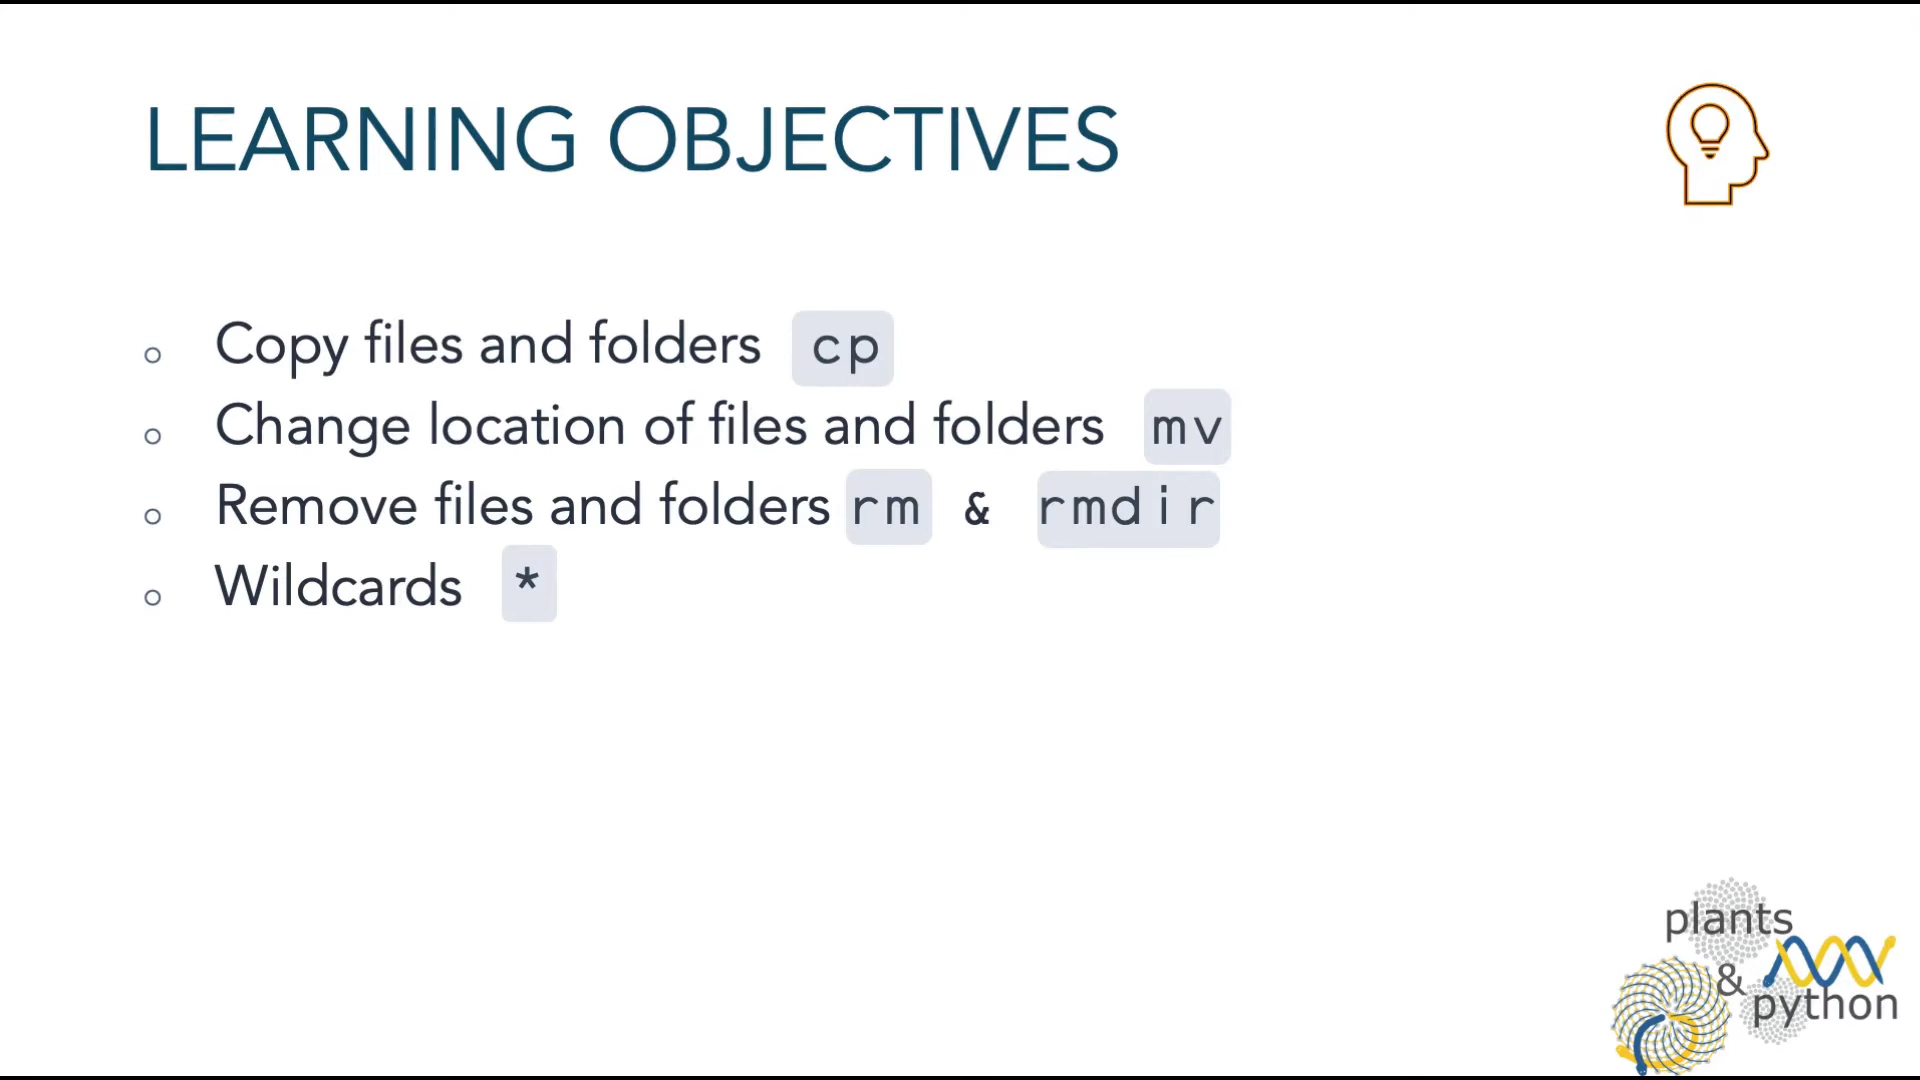 LEARNING OBJECTIVES
Copy files and folders cp
Change location of files and folders mv
Remove files and folders rm & rmdir
Wildcards *
plants
&
python